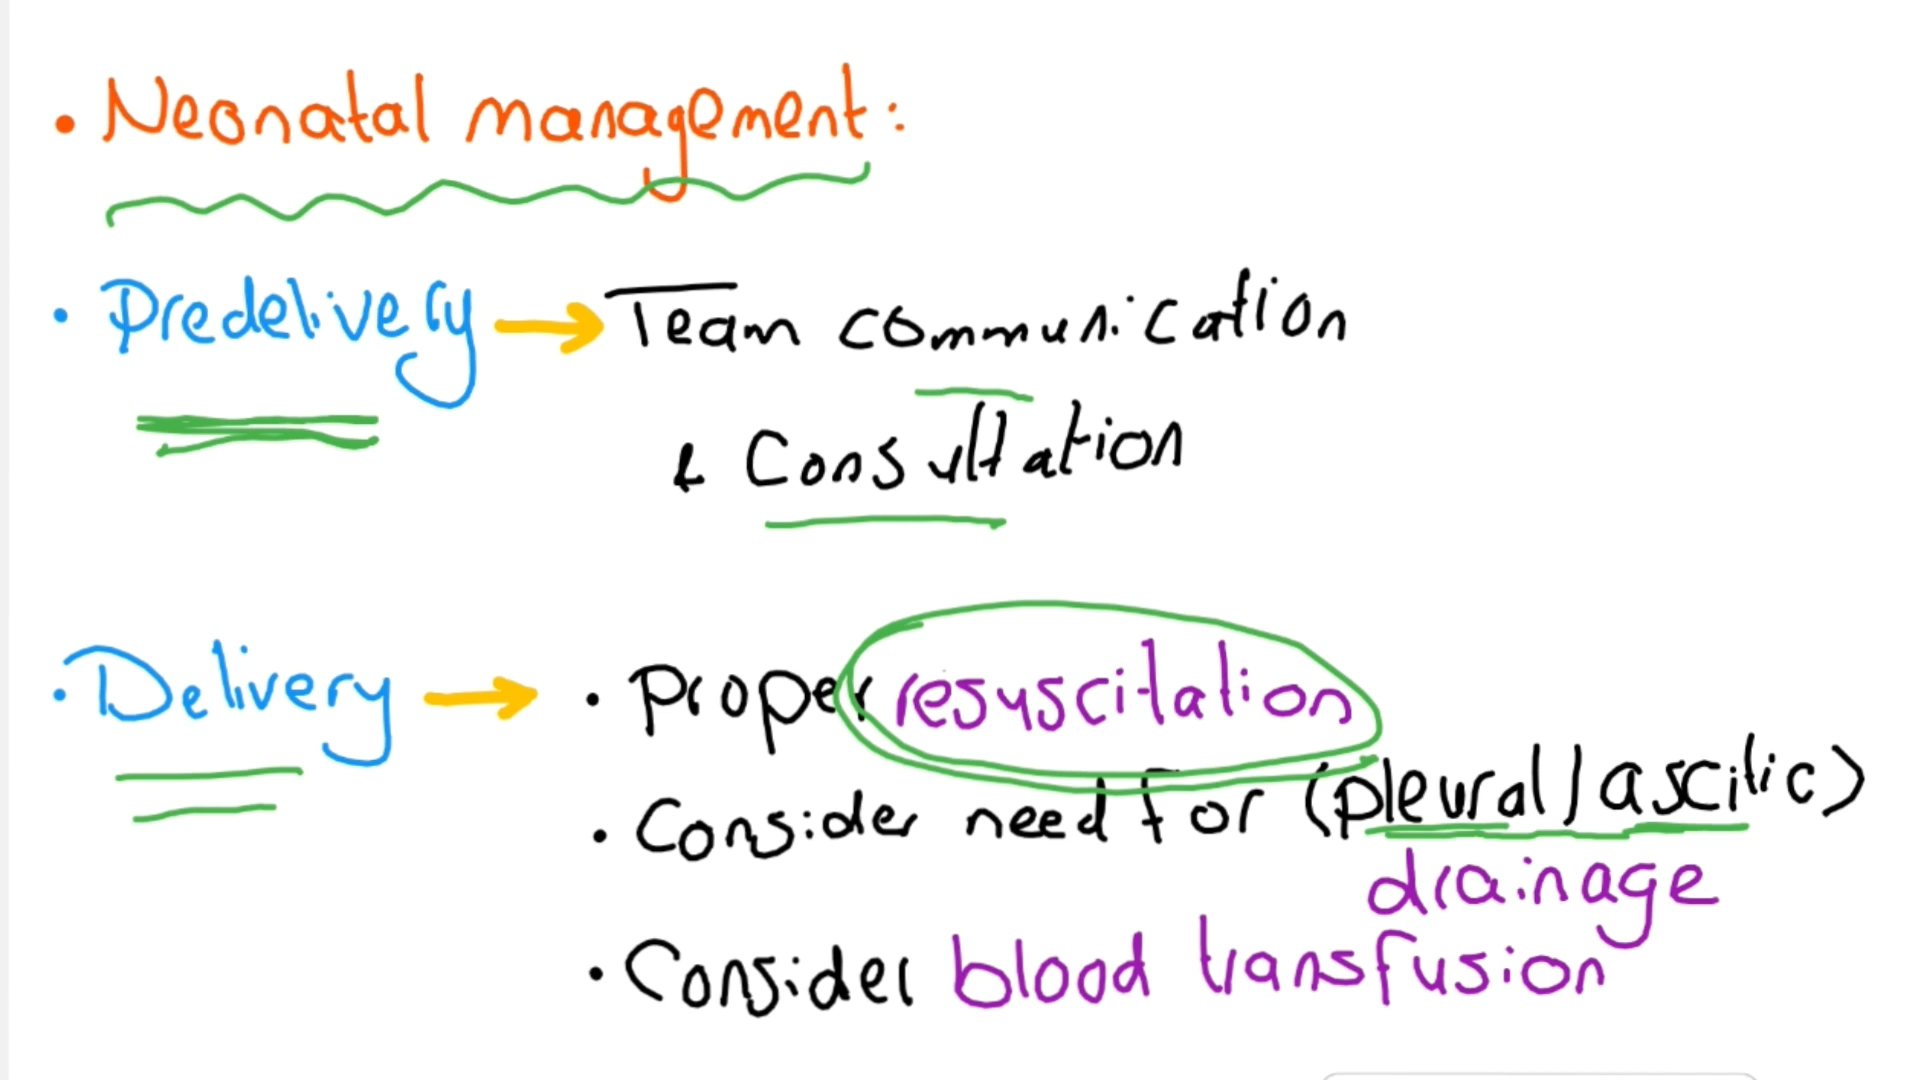 • Neonatal management:
• Predelivery → Team communication
& Consultation
• Delivery → • Proper resuscitation
• Consider need for (pleural / ascitic)
drainage
• Consider blood transfusion